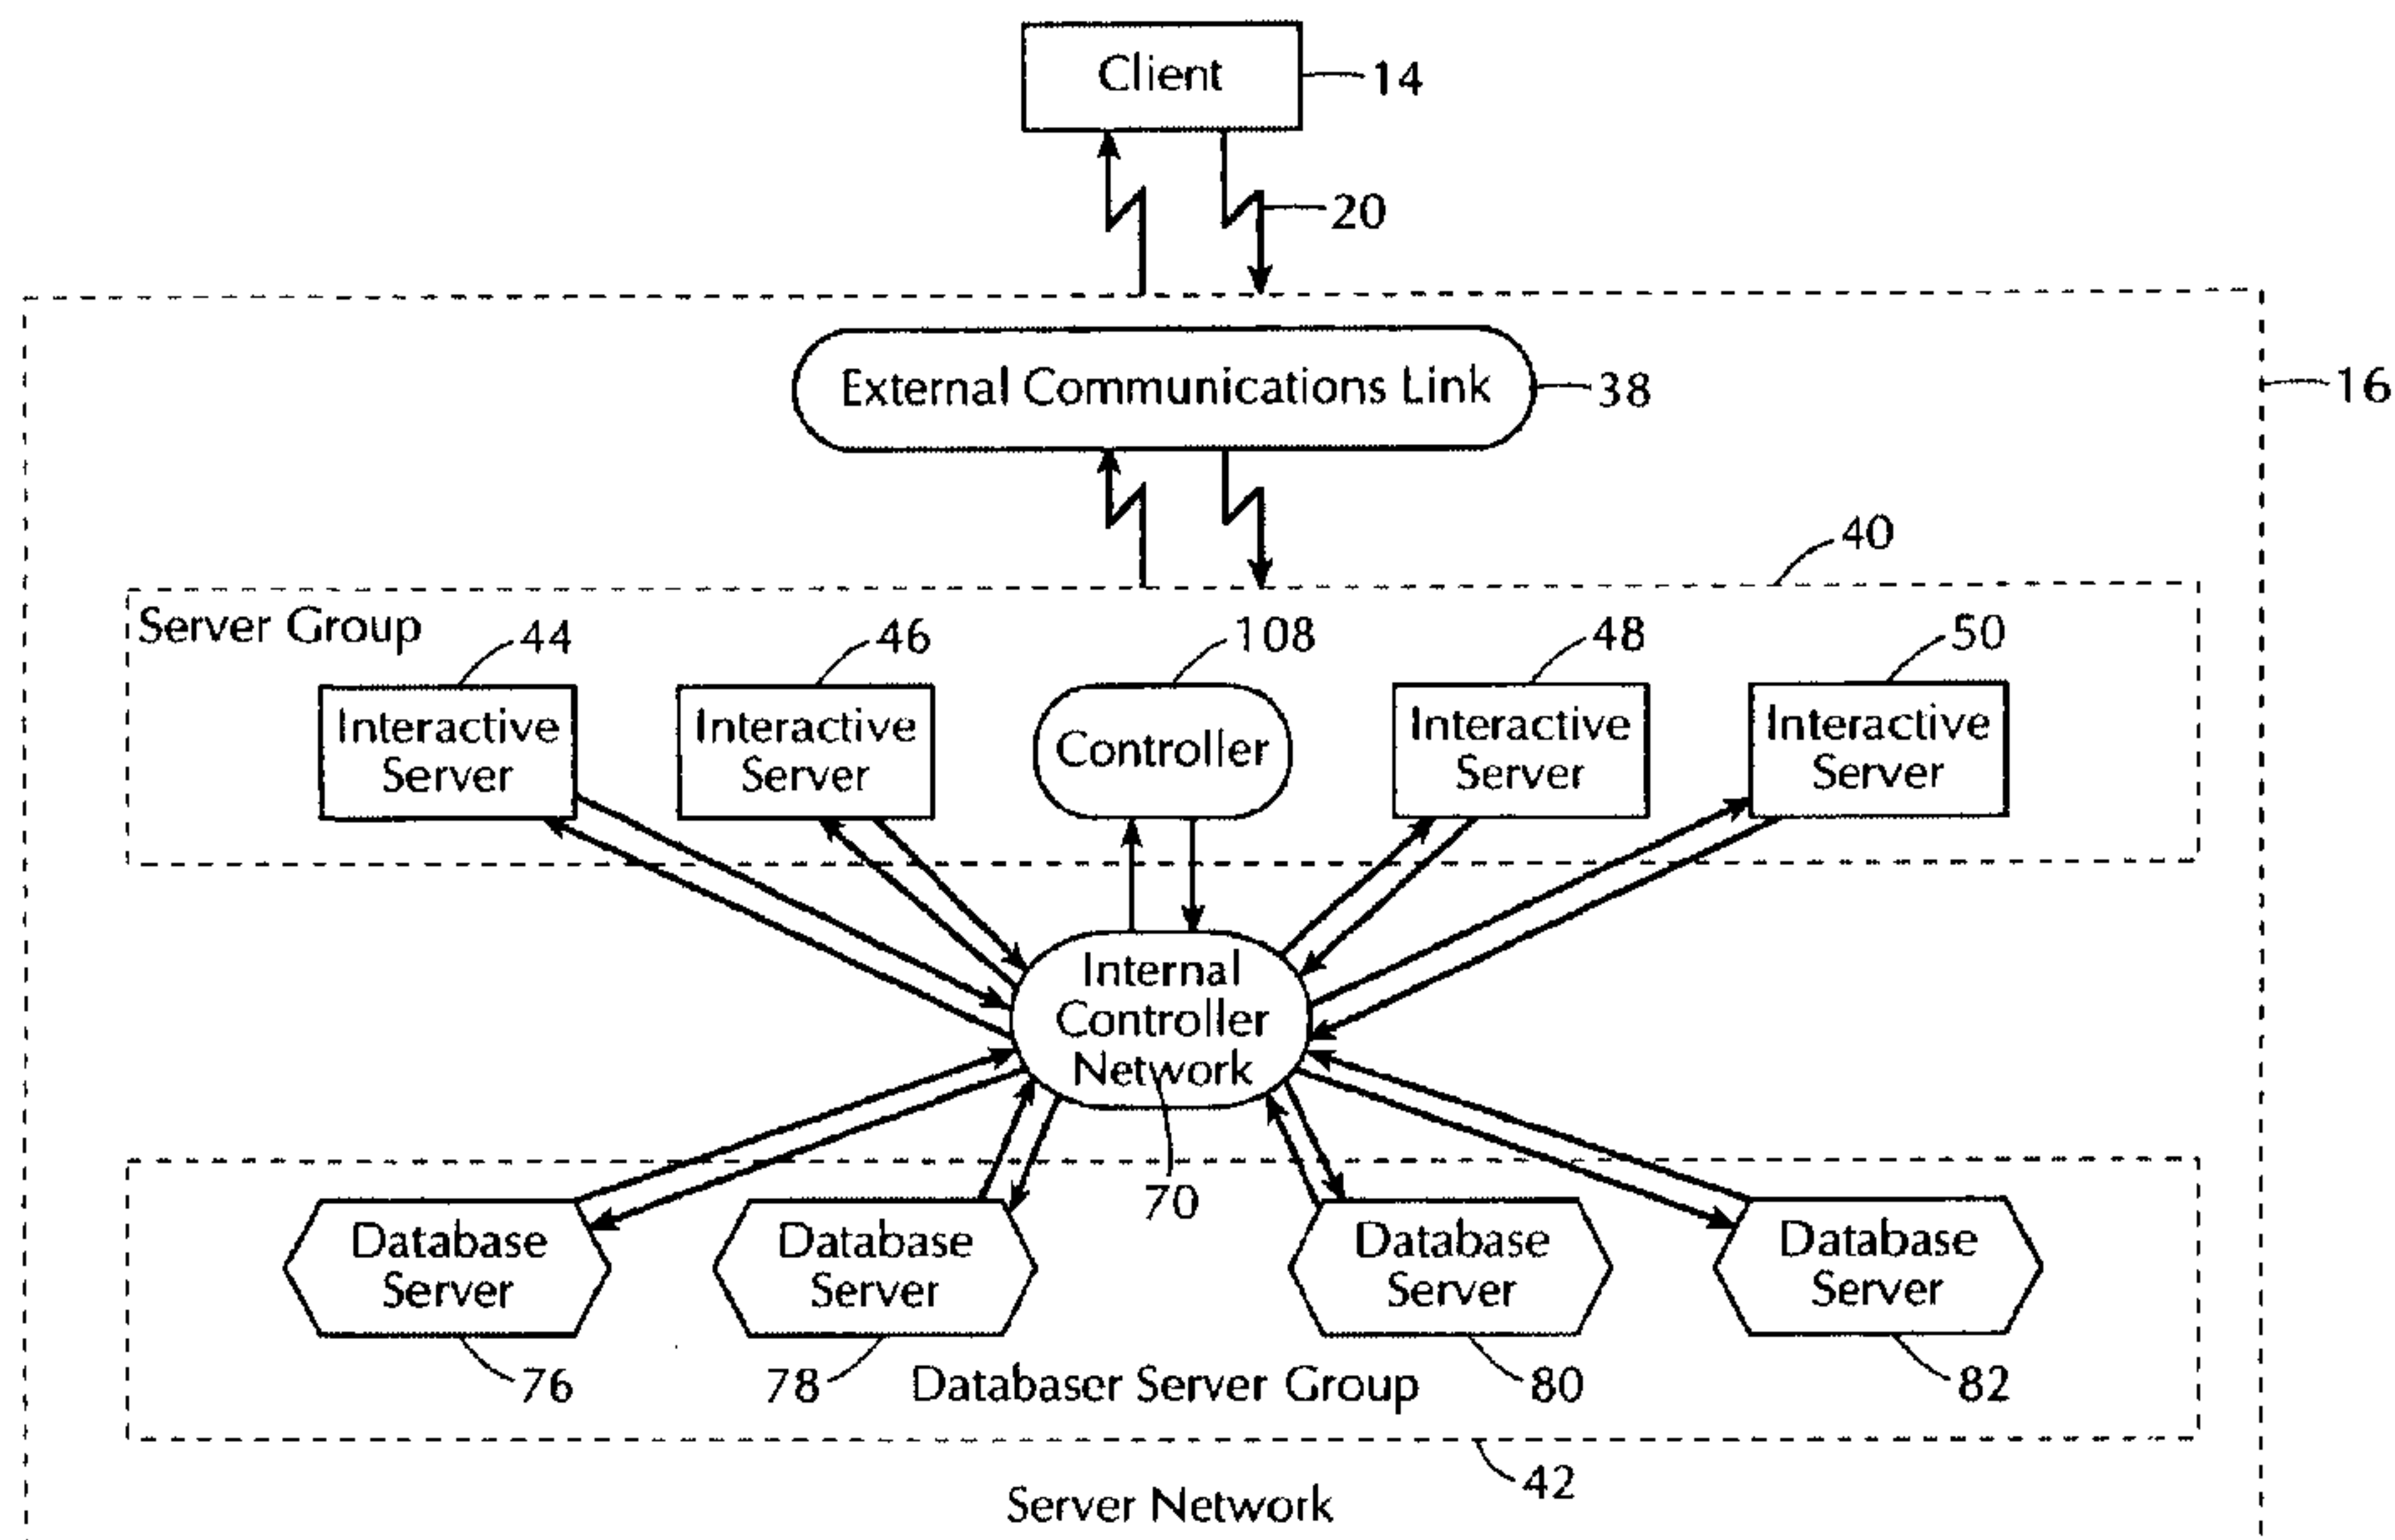 Client
14
20
External Communications Link
38
16
40
Server Group
44
46
108
48
50
Interactive
Server
Interactive
Server
Controller
Interactive
Server
Interactive
Server
Internal
Controller
Network
70
Database
Server
Database
Server
Database
Server
Database
Server
76
78
Databaser Server Group
80
82
42
Server Network